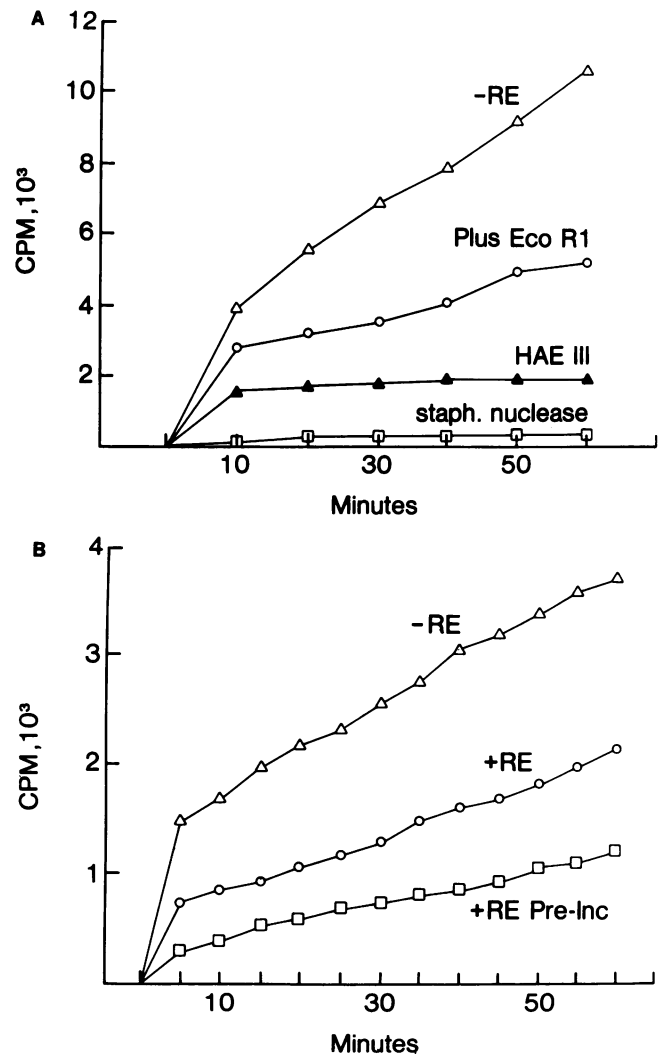 A
12
10
8
6
4
2
CPM,10³
-RE
Plus Eco R1
HAE III
staph. nuclease
10 30 50
Minutes
B
4
3
2
1
CPM,10³
-RE
+RE
+RE Pre-Inc
10 30 50
Minutes